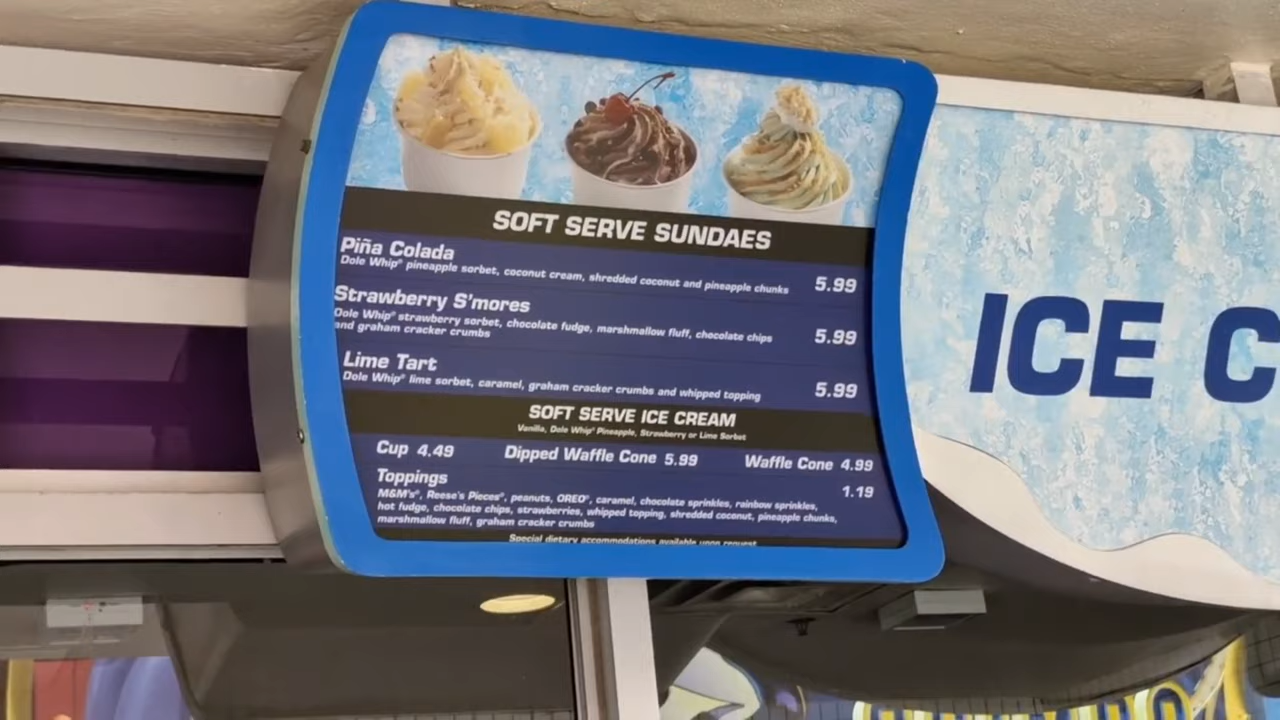 SOFT SERVE SUNDAES
Piña Colada
Dole Whip® pineapple sorbet, coconut cream, shredded coconut and pineapple chunks 5.99
Strawberry S'mores
Dole Whip® strawberry sorbet, chocolate fudge, marshmallow fluff, chocolate chips
and graham cracker crumbs 5.99
Lime Tart
Dole Whip® lime sorbet, caramel, graham cracker crumbs and whipped topping 5.99
SOFT SERVE ICE CREAM
Vanilla, Dole Whip® Pineapple, Strawberry or Lime Sorbet
Cup 4.49 Dipped Waffle Cone 5.99 Waffle Cone 4.99
Toppings 1.19
M&M's®, Reese's Pieces®, peanuts, OREO®, caramel, chocolate sprinkles, rainbow sprinkles,
hot fudge, chocolate chips, strawberries, whipped topping, shredded coconut, pineapple chunks,
marshmallow fluff, graham cracker crumbs
Special dietary accommodations available upon request
ICE C